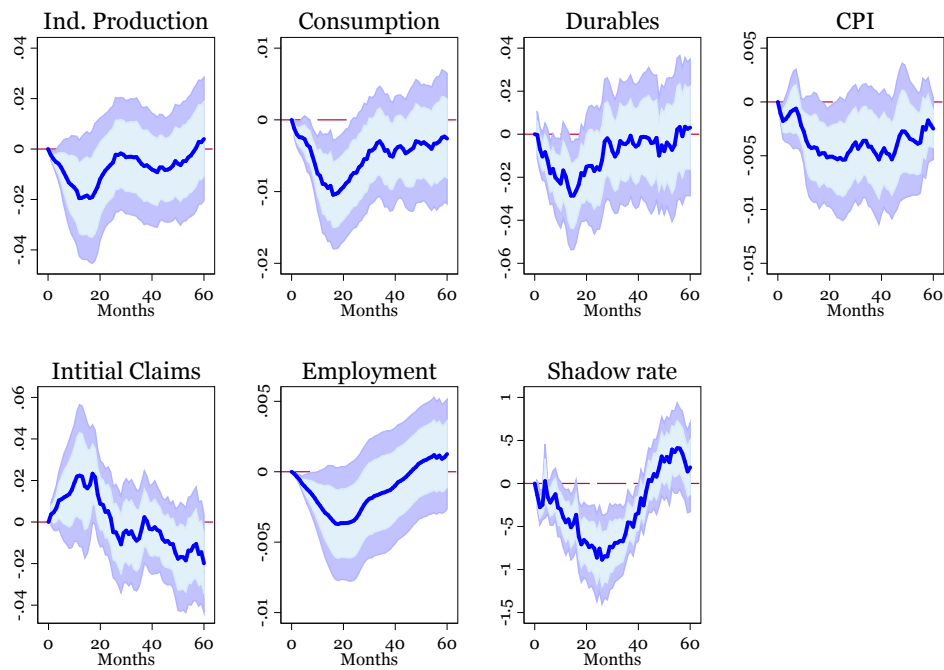 Ind. Production
.04
.02
0
-.02
-.04
0 20 40 60
Months
Consumption
.01
0
-.01
-.02
0 20 40 60
Months
Durables
.04
.02
0
-.02
-.04
-.06
0 20 40 60
Months
CPI
.005
0
-.005
-.01
-.015
0 20 40 60
Months
Intitial Claims
.06
.04
.02
0
-.02
-.04
0 20 40 60
Months
Employment
.005
0
-.005
-.01
0 20 40 60
Months
Shadow rate
1
.5
0
-.5
-1
-1.5
0 20 40 60
Months